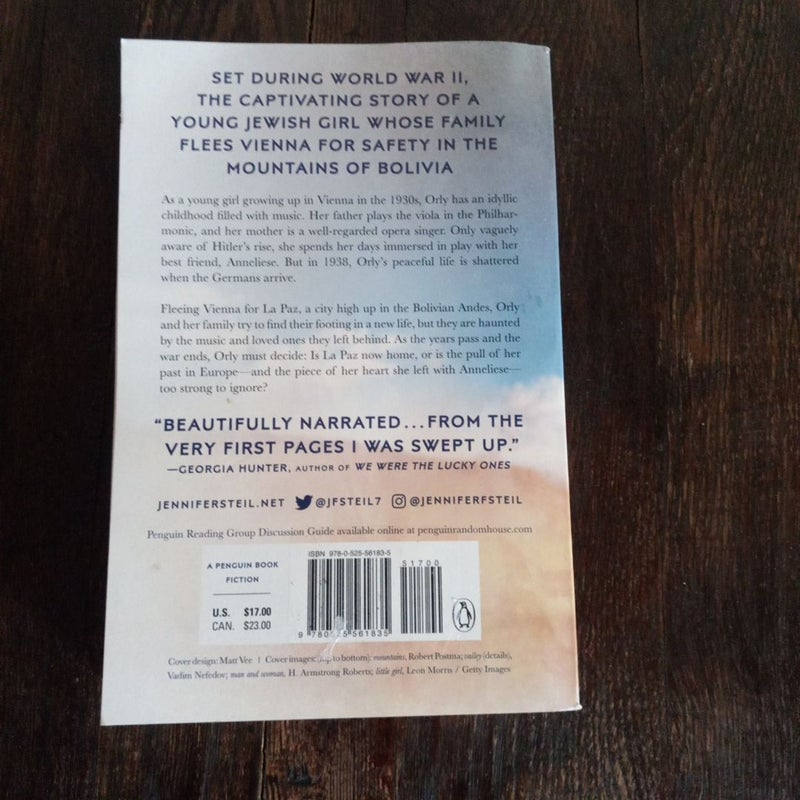 SET DURING WORLD WAR II,
THE CAPTIVATING STORY OF A
YOUNG JEWISH GIRL WHOSE FAMILY
FLEES VIENNA FOR SAFETY IN THE
MOUNTAINS OF BOLIVIA
As a young girl growing up in Vienna in the 1930s, Orly has an idyllic
childhood filled with music. Her father plays the viola in the Philhar-
monic, and her mother is a well-regarded opera singer. Only vaguely
aware of Hitler's rise, she spends her days immersed in play with her
best friend, Anneliese. But in 1938, Orly's peaceful life is shattered
when the Germans arrive.
Fleeing Vienna for La Paz, a city high up in the Bolivian Andes, Orly
and her family try to find their footing in a new life, but they are haunted
by the music and loved ones they left behind. As the years pass and the
war ends, Orly must decide: Is La Paz now home, or is the pull of her
past in Europe—and the piece of her heart she left with Anneliese—
too strong to ignore?
"BEAUTIFULLY NARRATED...FROM THE
VERY FIRST PAGES I WAS SWEPT UP."
—GEORGIA HUNTER, AUTHOR OF WE WERE THE LUCKY ONES
JENNIFERSTEIL.NET @JFSTEIL7 @JENNIFERFSTEIL
Penguin Reading Group Discussion Guide available online at penguinrandomhouse.com
A PENGUIN BOOK
FICTION
U.S. $17.00
CAN. $23.00
ISBN 978-0-525-56183-5
51700
9 780525 561835
Cover design: Matt Vee | Cover images: (top to bottom): mountains, Robert Postma; valley (details),
Vadim Nefedov; man and woman, H. Armstrong Roberts; little girl, Leon Morris / Getty Images